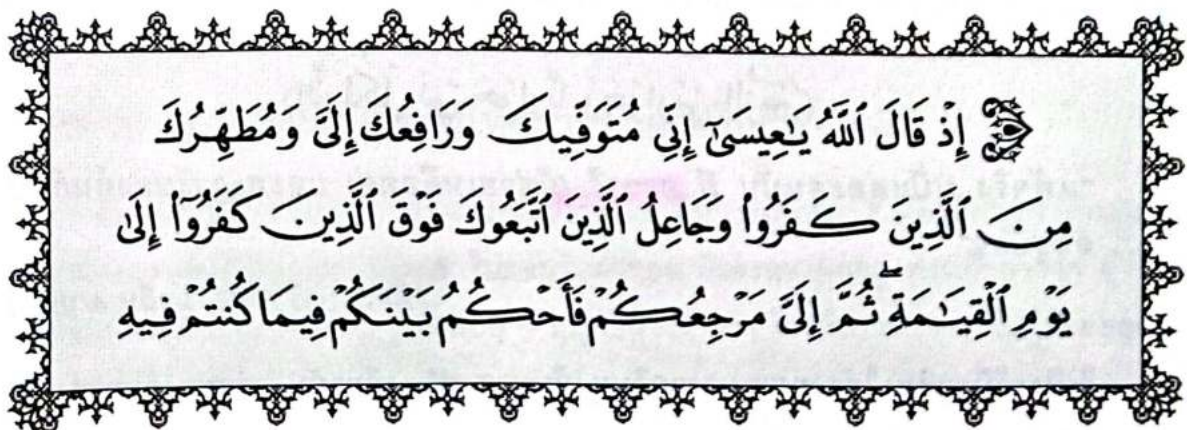 إِذْ قَالَ ٱللَّهُ يَـٰعِيسَىٰٓ إِنِّي مُتَوَفِّيكَ وَرَافِعُكَ إِلَيَّ وَمُطَهِّرُكَ
مِنَ ٱلَّذِينَ كَفَرُوا۟ وَجَاعِلُ ٱلَّذِينَ ٱتَّبَعُوكَ فَوْقَ ٱلَّذِينَ كَفَرُوٓا۟ إِلَىٰ
يَوْمِ ٱلْقِيَـٰمَةِ ۖ ثُمَّ إِلَيَّ مَرْجِعُكُمْ فَأَحْكُمُ بَيْنَكُمْ فِيمَا كُنتُمْ فِيهِ